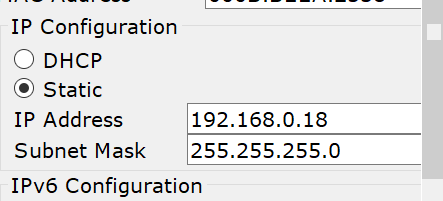 IP Configuration
DHCP
Static
IP Address 192.168.0.18
Subnet Mask 255.255.255.0
IPv6 Configuration